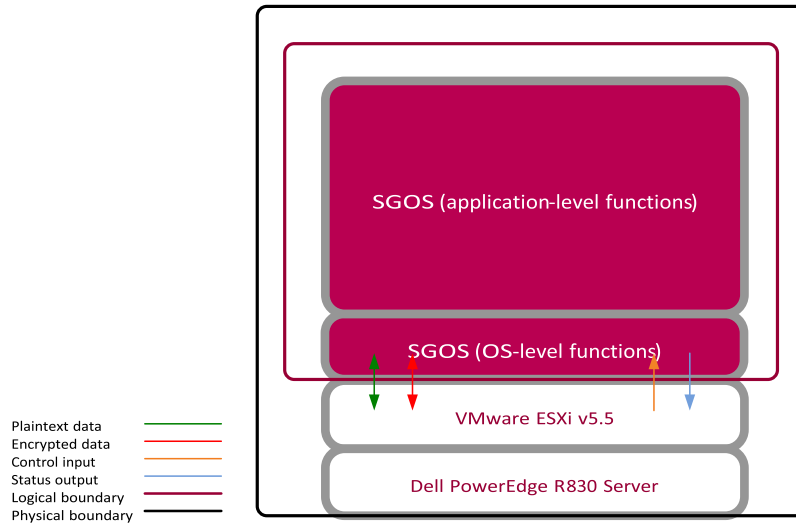 SGOS (application-level functions)
SGOS (OS-level functions)
VMware ESXi v5.5
Dell PowerEdge R830 Server
Plaintext data
Encrypted data
Control input
Status output
Logical boundary
Physical boundary